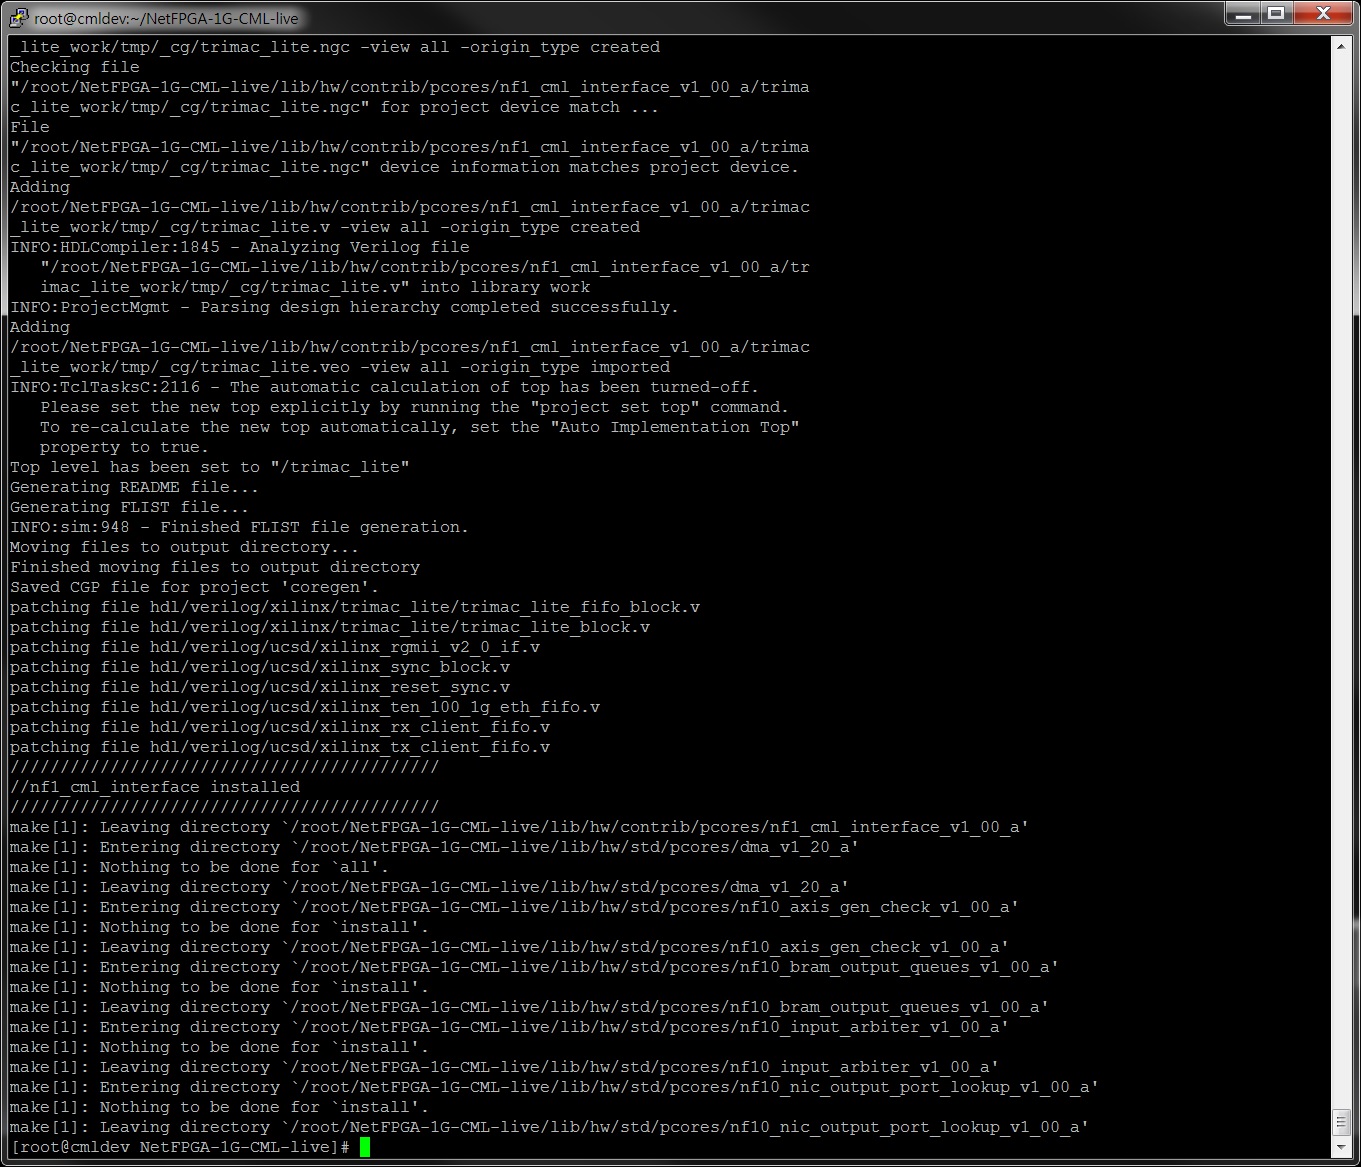 root@cmldev:~/NetFPGA-1G-CML-live
_lite_work/tmp/_cg/trimac_lite.ngc -view all -origin_type created
Checking file
"/root/NetFPGA-1G-CML-live/lib/hw/contrib/pcores/nf1_cml_interface_v1_00_a/trima
c_lite_work/tmp/_cg/trimac_lite.ngc" for project device match ...
File
"/root/NetFPGA-1G-CML-live/lib/hw/contrib/pcores/nf1_cml_interface_v1_00_a/trima
c_lite_work/tmp/_cg/trimac_lite.ngc" device information matches project device.
Adding
/root/NetFPGA-1G-CML-live/lib/hw/contrib/pcores/nf1_cml_interface_v1_00_a/trimac
_lite_work/tmp/_cg/trimac_lite.v -view all -origin_type created
INFO:HDLCompiler:1845 - Analyzing Verilog file
   "/root/NetFPGA-1G-CML-live/lib/hw/contrib/pcores/nf1_cml_interface_v1_00_a/tr
   imac_lite_work/tmp/_cg/trimac_lite.v" into library work
INFO:ProjectMgmt - Parsing design hierarchy completed successfully.
Adding
/root/NetFPGA-1G-CML-live/lib/hw/contrib/pcores/nf1_cml_interface_v1_00_a/trimac
_lite_work/tmp/_cg/trimac_lite.veo -view all -origin_type imported
INFO:TclTasksC:2116 - The automatic calculation of top has been turned-off.
   Please set the new top explicitly by running the "project set top" command.
   To re-calculate the new top automatically, set the "Auto Implementation Top"
   property to true.
Top level has been set to "/trimac_lite"
Generating README file...
Generating FLIST file...
INFO:sim:948 - Finished FLIST file generation.
Moving files to output directory...
Finished moving files to output directory
Saved CGP file for project 'coregen'.
patching file hdl/verilog/xilinx/trimac_lite/trimac_lite_fifo_block.v
patching file hdl/verilog/xilinx/trimac_lite/trimac_lite_block.v
patching file hdl/verilog/ucsd/xilinx_rgmii_v2_0_if.v
patching file hdl/verilog/ucsd/xilinx_sync_block.v
patching file hdl/verilog/ucsd/xilinx_reset_sync.v
patching file hdl/verilog/ucsd/xilinx_ten_100_1g_eth_fifo.v
patching file hdl/verilog/ucsd/xilinx_rx_client_fifo.v
patching file hdl/verilog/ucsd/xilinx_tx_client_fifo.v
///////////////////////////////////////////
//nf1_cml_interface installed
///////////////////////////////////////////
make[1]: Leaving directory `/root/NetFPGA-1G-CML-live/lib/hw/contrib/pcores/nf1_cml_interface_v1_00_a'
make[1]: Entering directory `/root/NetFPGA-1G-CML-live/lib/hw/std/pcores/dma_v1_20_a'
make[1]: Nothing to be done for `all'.
make[1]: Leaving directory `/root/NetFPGA-1G-CML-live/lib/hw/std/pcores/dma_v1_20_a'
make[1]: Entering directory `/root/NetFPGA-1G-CML-live/lib/hw/std/pcores/nf10_axis_gen_check_v1_00_a'
make[1]: Nothing to be done for `install'.
make[1]: Leaving directory `/root/NetFPGA-1G-CML-live/lib/hw/std/pcores/nf10_axis_gen_check_v1_00_a'
make[1]: Entering directory `/root/NetFPGA-1G-CML-live/lib/hw/std/pcores/nf10_bram_output_queues_v1_00_a'
make[1]: Nothing to be done for `install'.
make[1]: Leaving directory `/root/NetFPGA-1G-CML-live/lib/hw/std/pcores/nf10_bram_output_queues_v1_00_a'
make[1]: Entering directory `/root/NetFPGA-1G-CML-live/lib/hw/std/pcores/nf10_input_arbiter_v1_00_a'
make[1]: Nothing to be done for `install'.
make[1]: Leaving directory `/root/NetFPGA-1G-CML-live/lib/hw/std/pcores/nf10_input_arbiter_v1_00_a'
make[1]: Entering directory `/root/NetFPGA-1G-CML-live/lib/hw/std/pcores/nf10_nic_output_port_lookup_v1_00_a'
make[1]: Nothing to be done for `install'.
make[1]: Leaving directory `/root/NetFPGA-1G-CML-live/lib/hw/std/pcores/nf10_nic_output_port_lookup_v1_00_a'
[root@cmldev NetFPGA-1G-CML-live]#